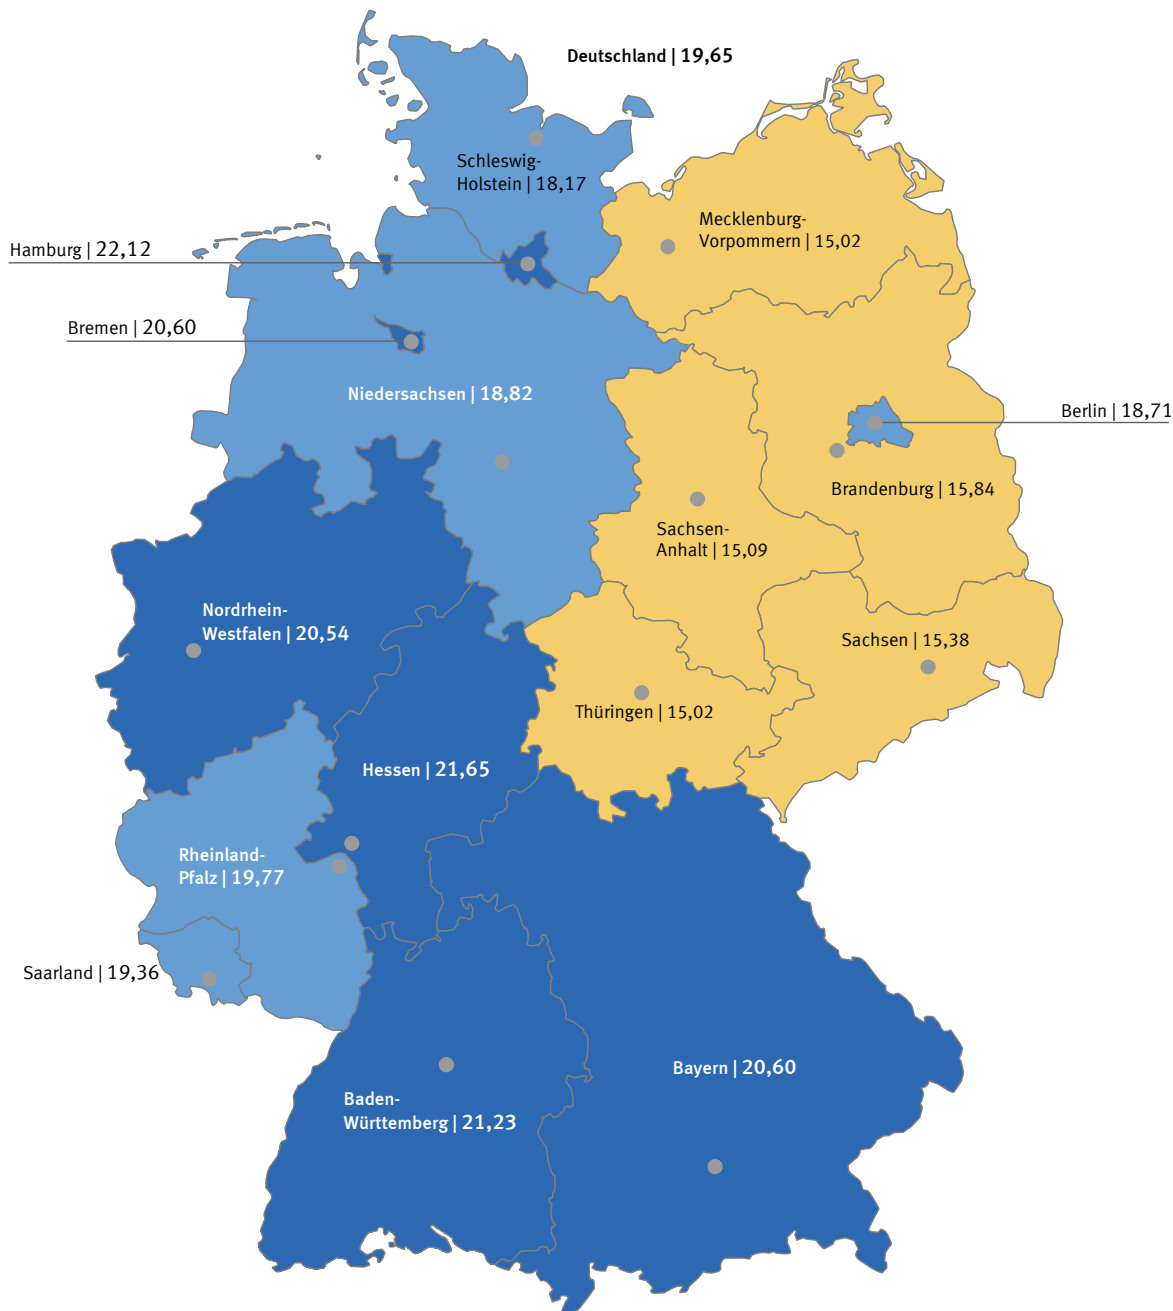 Deutschland | 19,65
Schleswig-
Holstein | 18,17
Mecklenburg-
Vorpommern | 15,02
Hamburg | 22,12
Bremen | 20,60
Niedersachsen | 18,82
Berlin | 18,71
Brandenburg | 15,84
Sachsen-
Anhalt | 15,09
Nordrhein-
Westfalen | 20,54
Sachsen | 15,38
Thüringen | 15,02
Hessen | 21,65
Rheinland-
Pfalz | 19,77
Saarland | 19,36
Bayern | 20,60
Baden-
Württemberg | 21,23